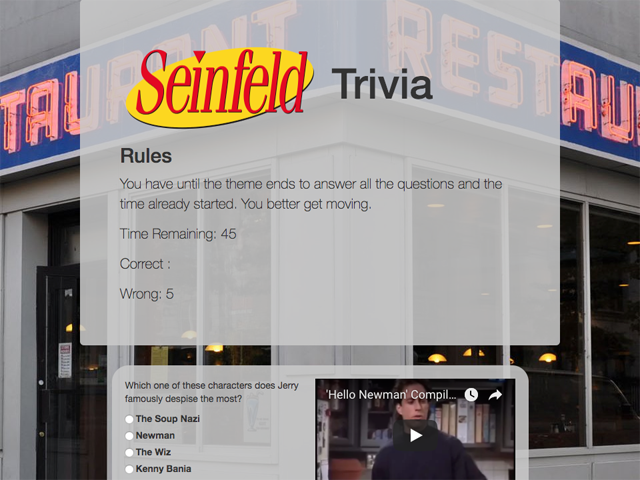 TAURANT RESTAURA
Seinfeld Trivia
Rules
You have until the theme ends to answer all the questions and the
time already started. You better get moving.
Time Remaining: 45
Correct :
Wrong: 5
Which one of these characters does Jerry
famously despise the most?
The Soup Nazi
Newman
The Wiz
Kenny Bania
'Hello Newman' Compil...